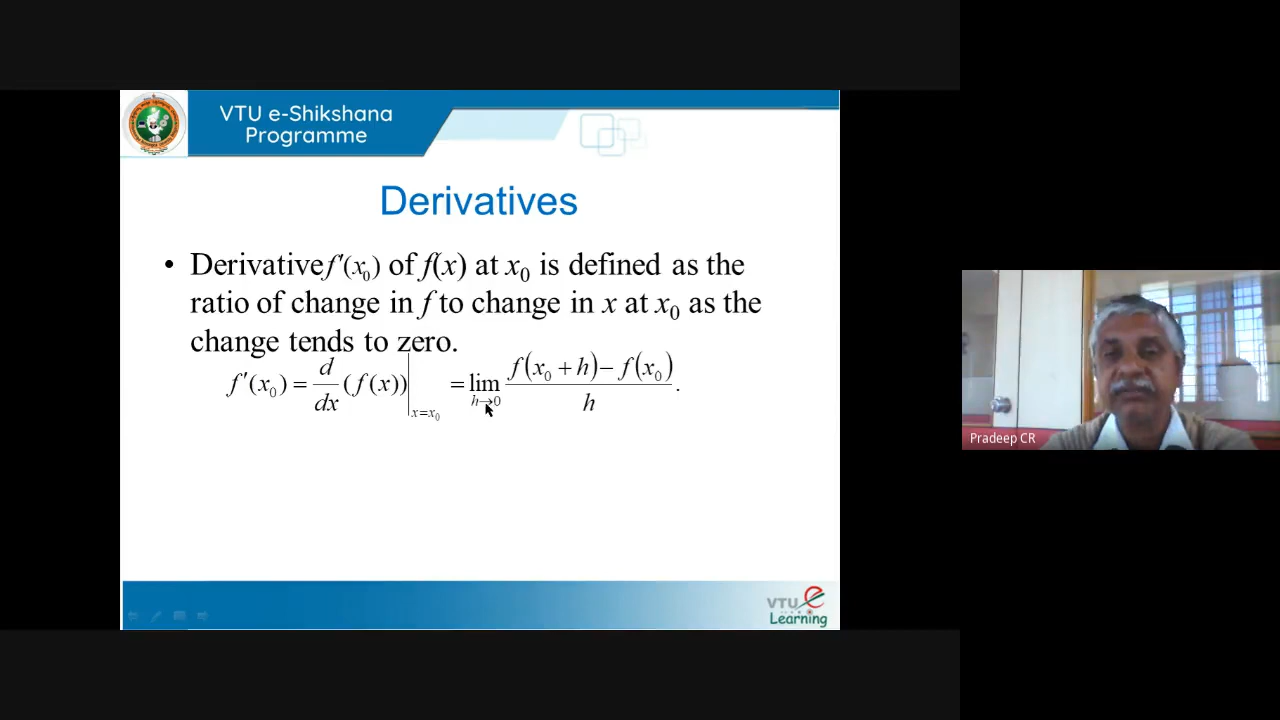 VTU e-Shikshana
Programme
Derivatives
• Derivative f′(x₀) of f(x) at x₀ is defined as the
ratio of change in f to change in x at x₀ as the
change tends to zero.
f′(x₀) = d/dx (f(x))|ₓ₌ₓ₀ = lim h→0 (f(x₀ + h) − f(x₀))/h .
Pradeep CR
VTU e
Learning